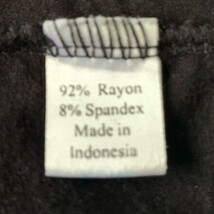 92% Rayon
8% Spandex
Made in
Indonesia